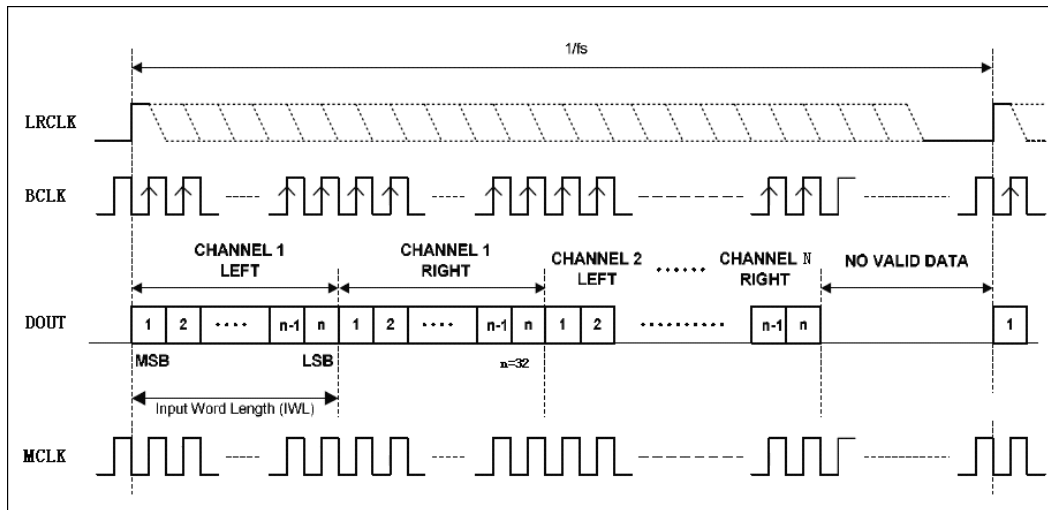 1/fs
LRCLK
BCLK
CHANNEL 1
LEFT
CHANNEL 1
RIGHT
CHANNEL 2
LEFT
......
CHANNEL N
RIGHT
NO VALID DATA
DOUT
1 2 .... n-1 n 1 2 .... n-1 n 1 2 .......... n-1 n 1
MSB LSB n=32
Input Word Length (IWL)
MCLK